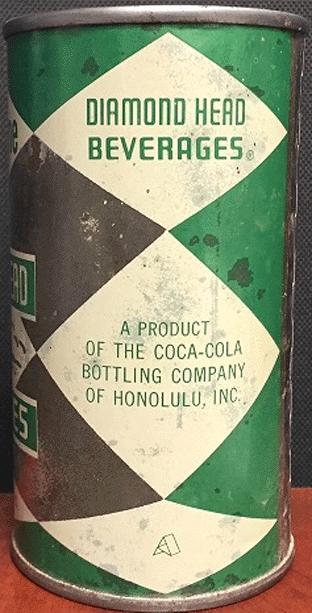 DIAMOND HEAD
BEVERAGES®
A PRODUCT
OF THE COCA-COLA
BOTTLING COMPANY
OF HONOLULU, INC.